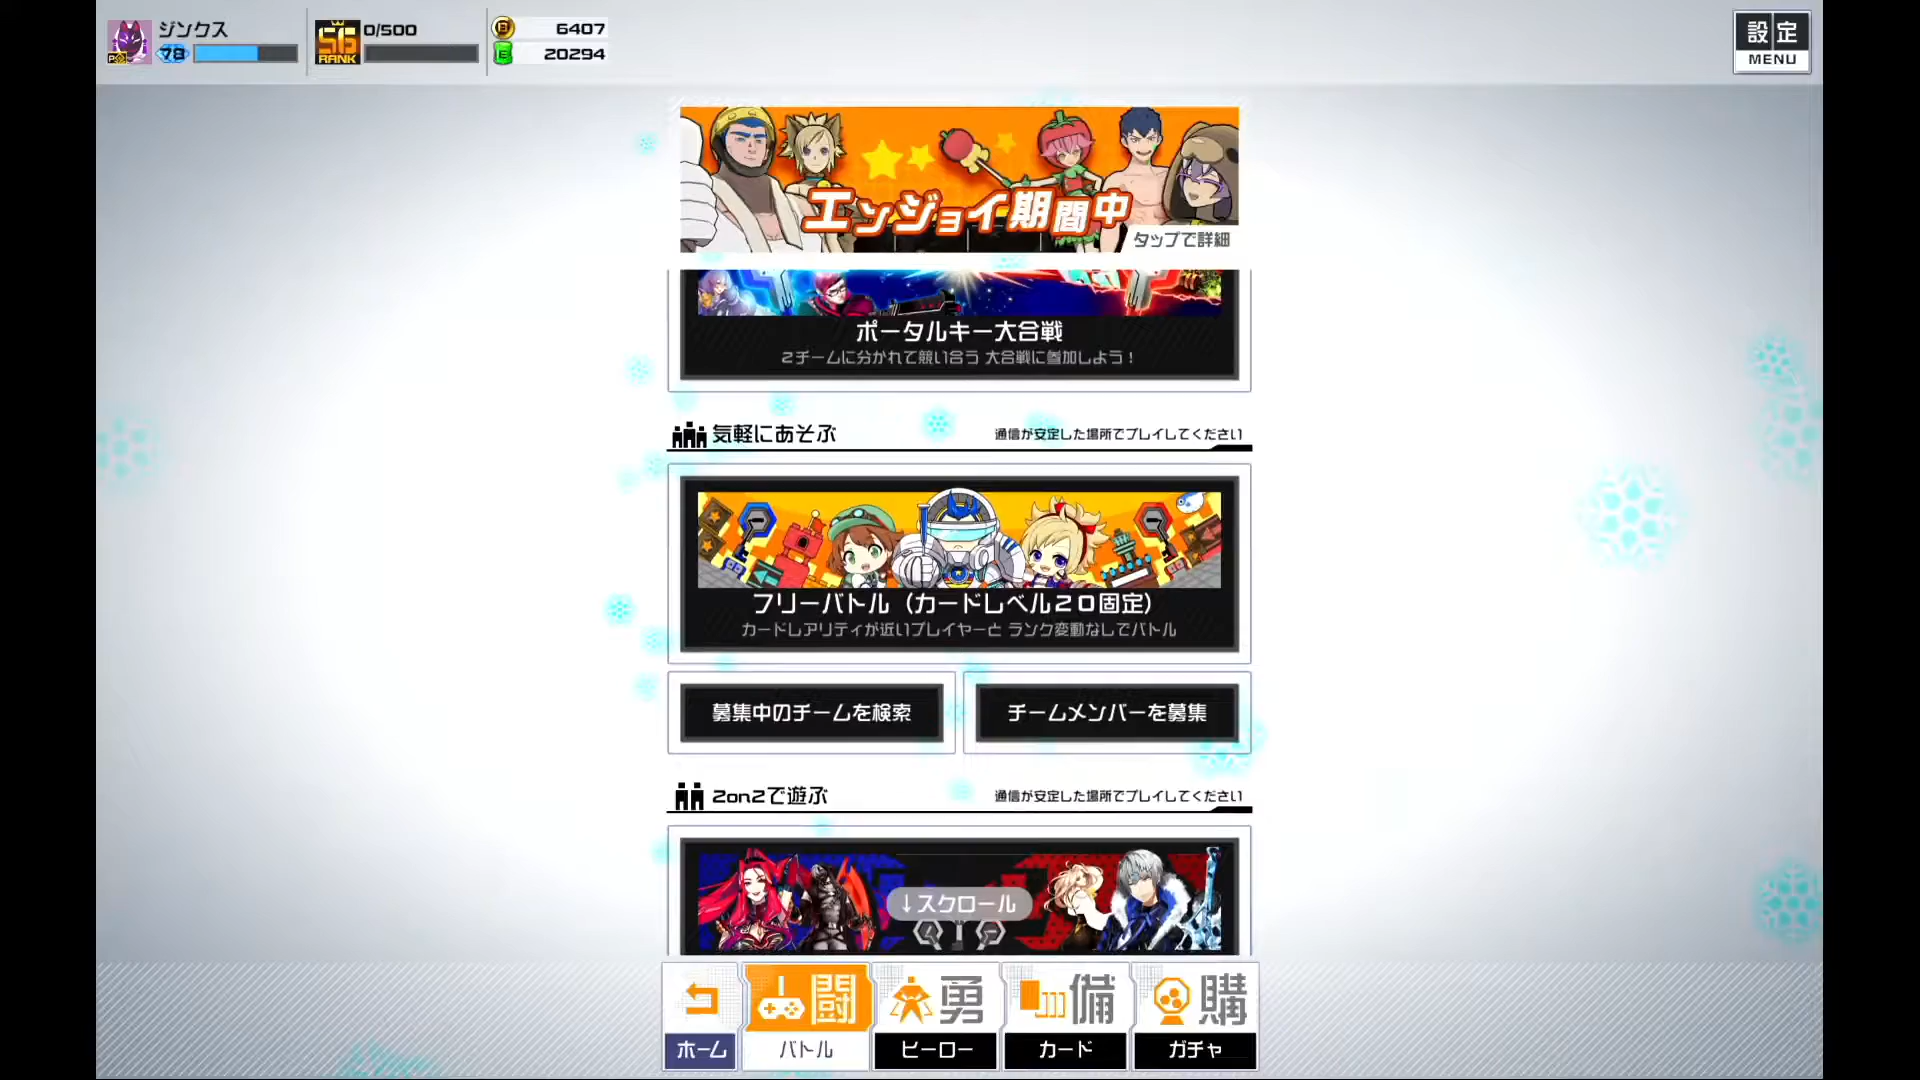 ジンクス
78
S6
RANK
0/500
6407
20294
設定
MENU
エンジョイ期間中
タップで詳細
ポータルキー大合戦
2チームに分かれて競い合う 大合戦に参加しよう!
気軽にあそぶ
通信が安定した場所でプレイしてください
フリーバトル(カードレベル20固定)
カードレアリティが近いプレイヤーと ランク変動なしでバトル
募集中のチームを検索
チームメンバーを募集
2on2で遊ぶ
通信が安定した場所でプレイしてください
↓スクロール
闘
勇
備
購
ホーム
バトル
ヒーロー
カード
ガチャ